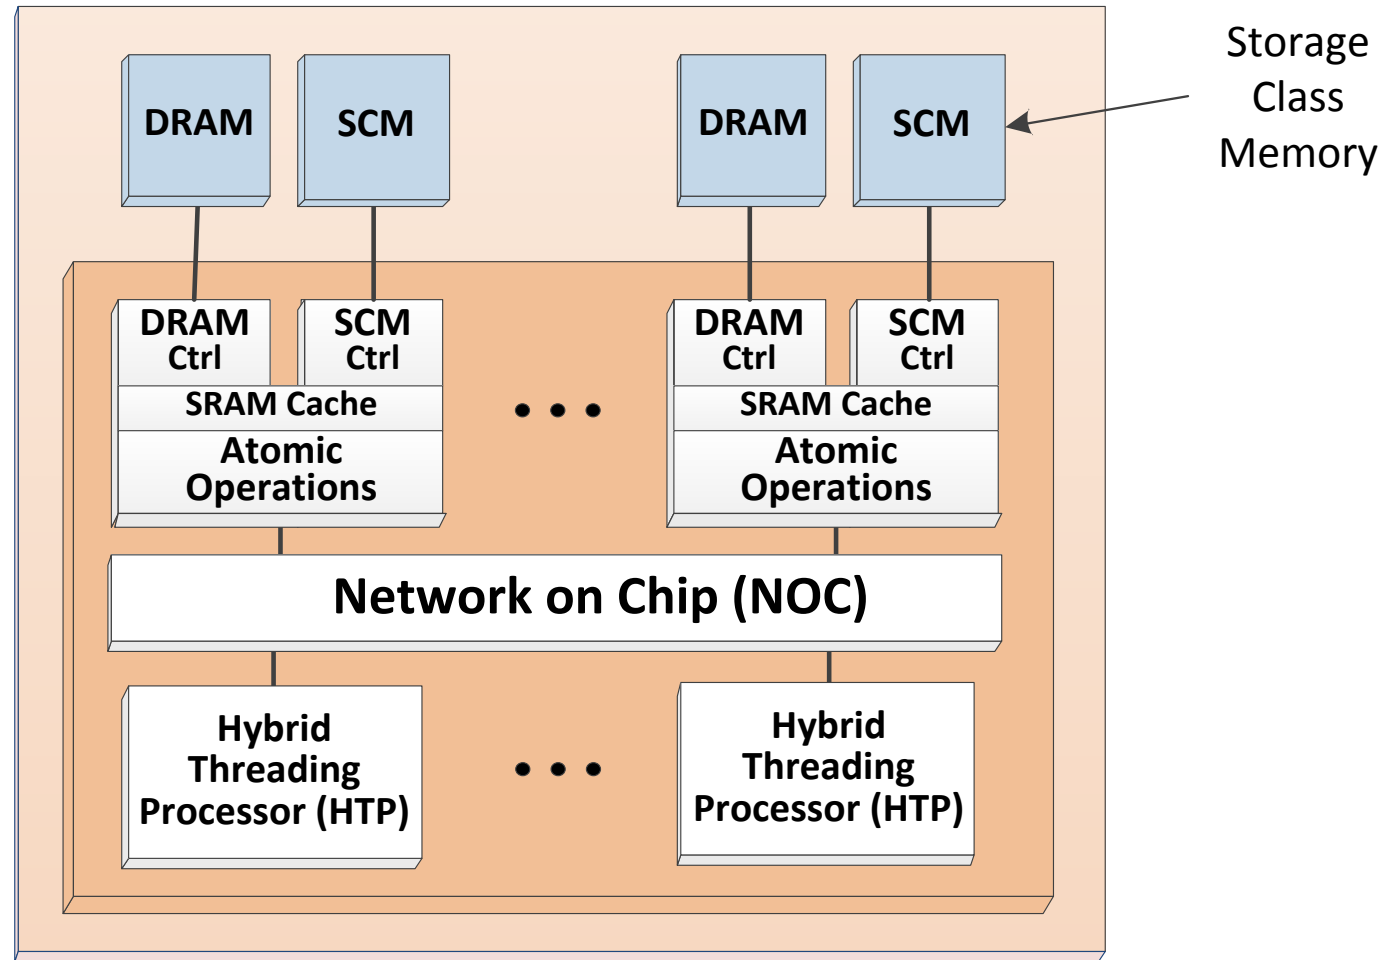 Storage
Class
Memory
DRAM
SCM
DRAM
SCM
DRAM
Ctrl
SCM
Ctrl
SRAM Cache
Atomic
Operations
DRAM
Ctrl
SCM
Ctrl
SRAM Cache
Atomic
Operations
Network on Chip (NOC)
Hybrid
Threading
Processor (HTP)
Hybrid
Threading
Processor (HTP)